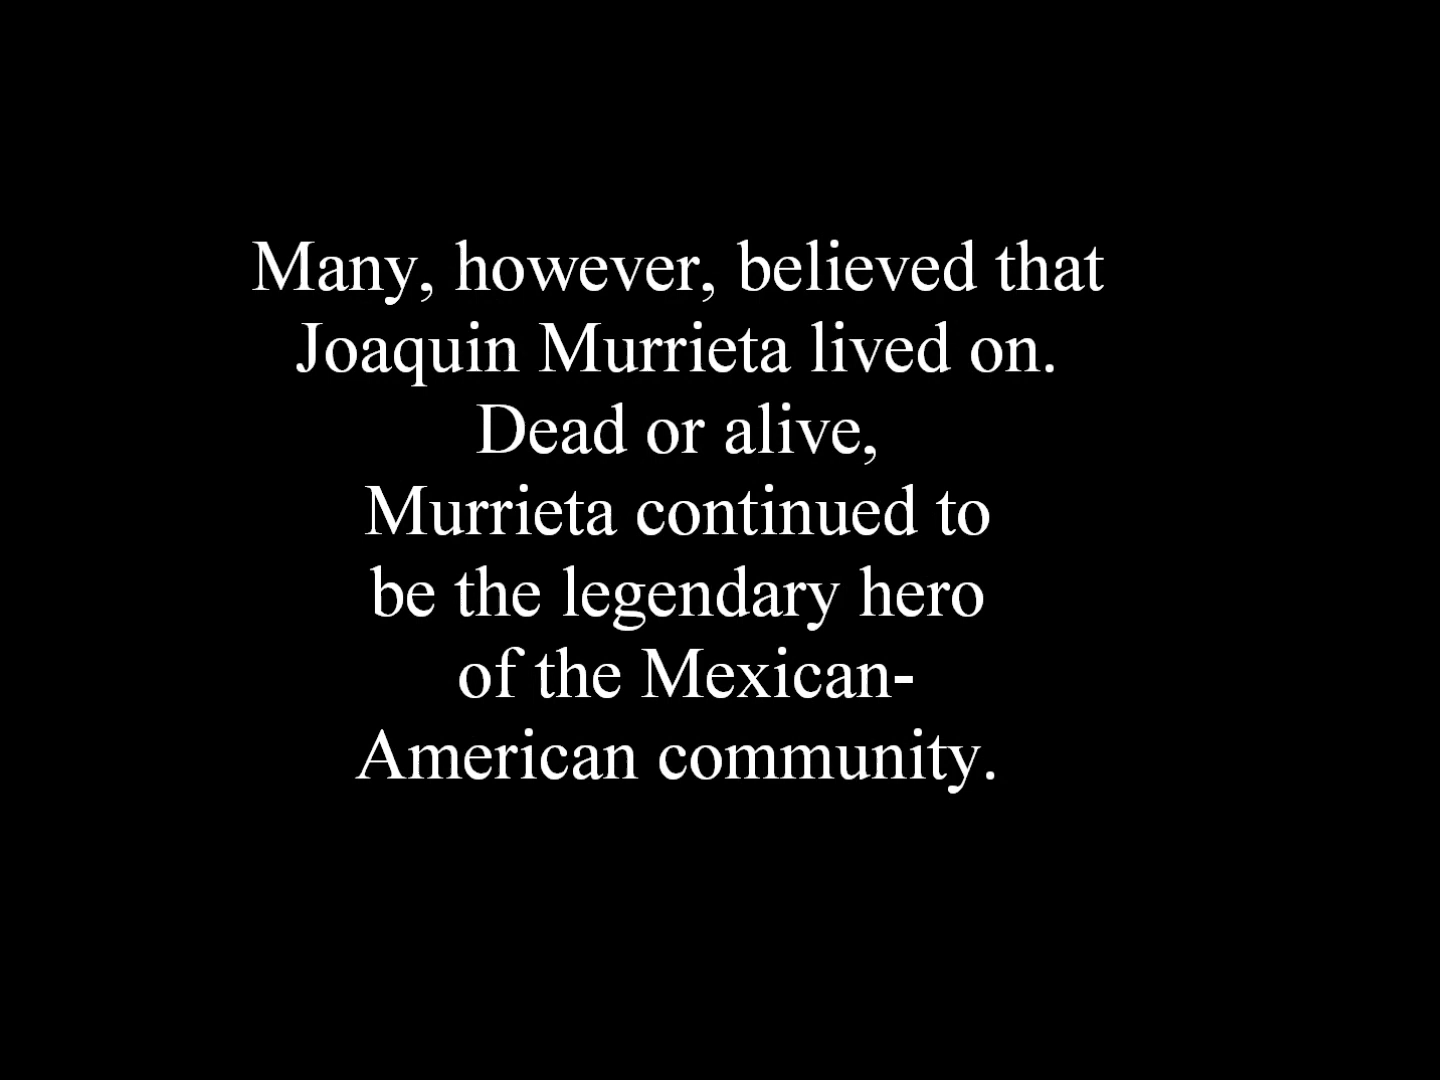 Many, however, believed that
Joaquin Murrieta lived on.
Dead or alive,
Murrieta continued to
be the legendary hero
of the Mexican-
American community.